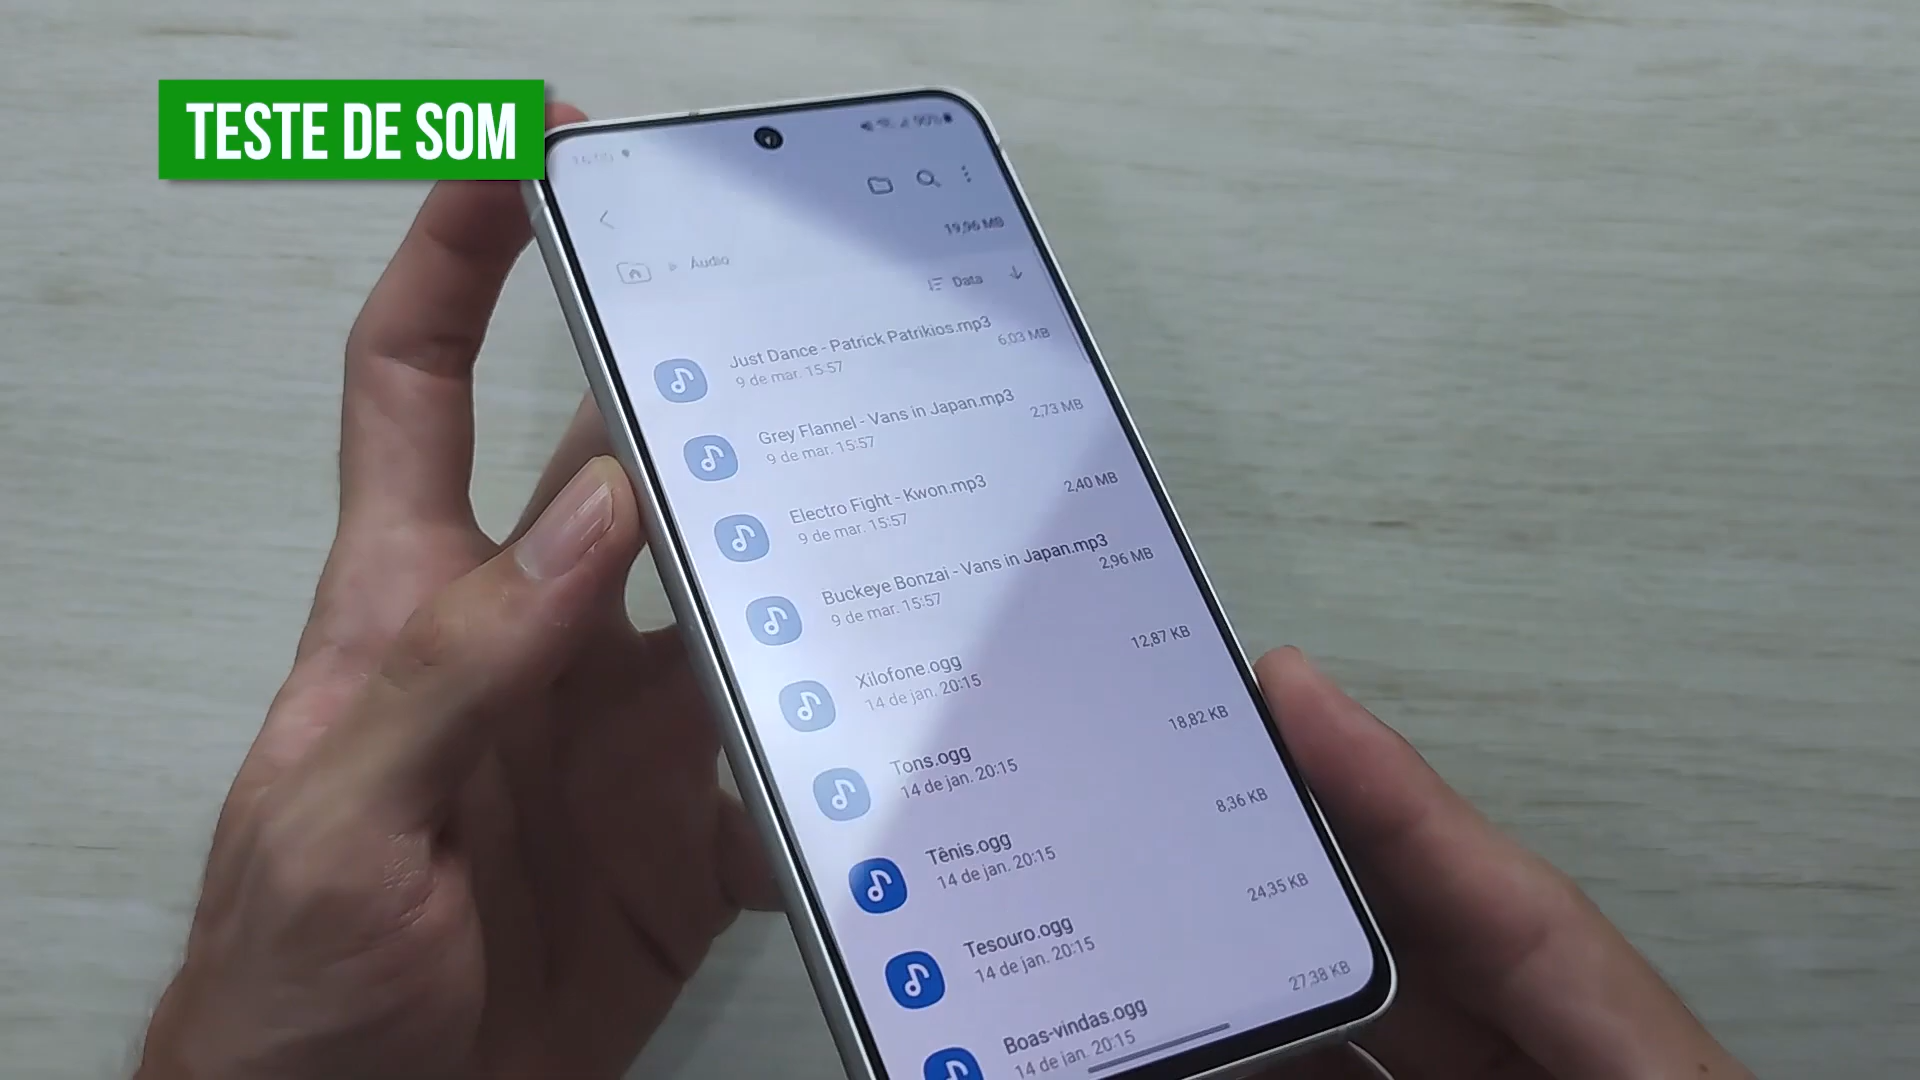 TESTE DE SOM
90%
19,96 MB
Áudio
Data
Just Dance - Patrick Patrikios.mp3
9 de mar. 15:57
6,03 MB
Grey Flannel - Vans in Japan.mp3
9 de mar. 15:57
2,73 MB
Electro Fight - Kwon.mp3
9 de mar. 15:57
2,40 MB
Buckeye Bonzai - Vans in Japan.mp3
9 de mar. 15:57
2,96 MB
Xilofone.ogg
14 de jan. 20:15
12,87 KB
Tons.ogg
14 de jan. 20:15
18,82 KB
Tênis.ogg
14 de jan. 20:15
8,36 KB
Tesouro.ogg
14 de jan. 20:15
24,35 KB
Boas-vindas.ogg
14 de jan. 20:15
27,38 KB